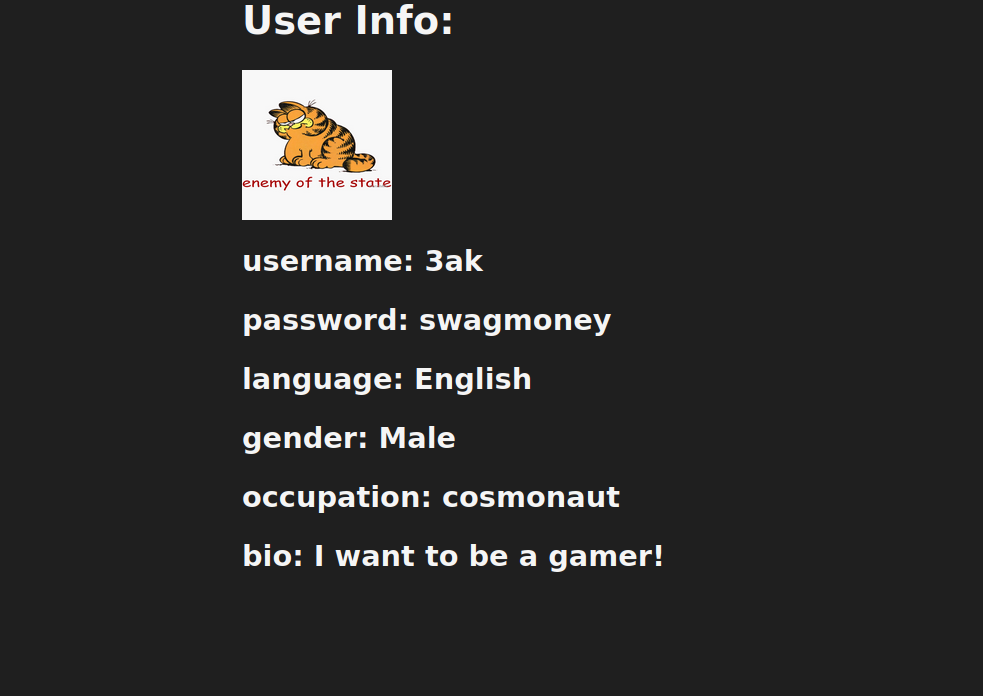 User Info:
enemy of the state
username: 3ak
password: swagmoney
language: English
gender: Male
occupation: cosmonaut
bio: I want to be a gamer!